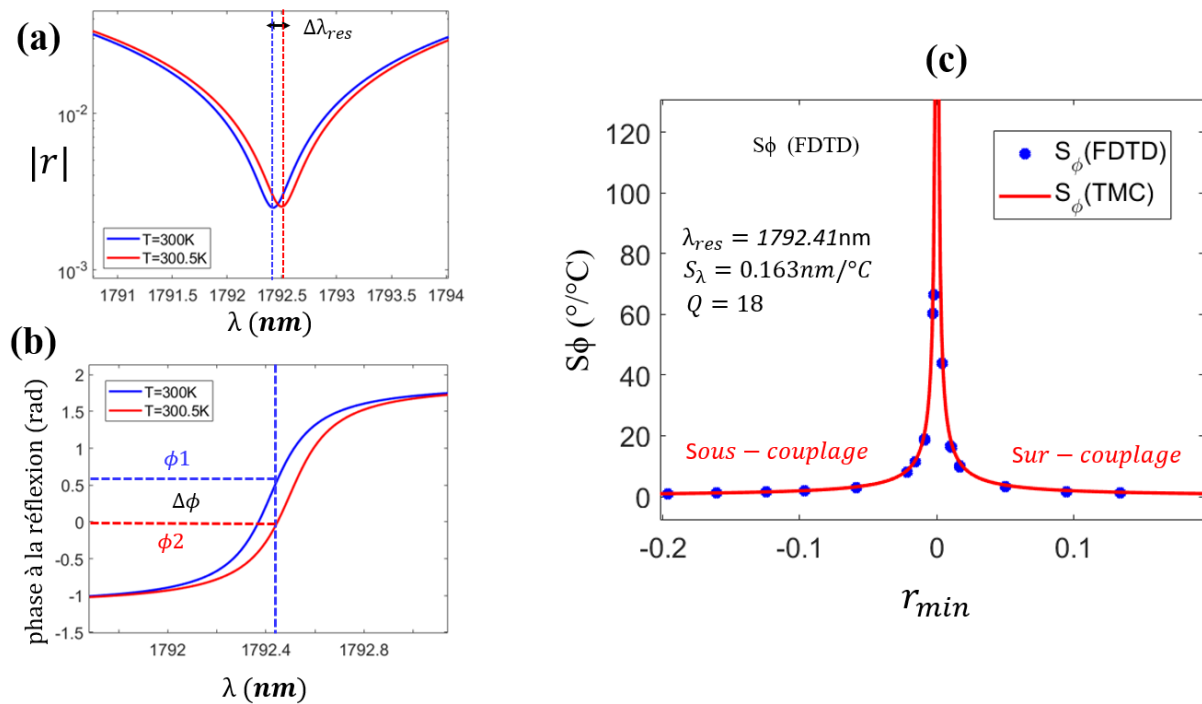 (a)
Δλres
|r|
10-2
10-3
T=300K
T=300.5K
1791 1791.5 1792 1792.5 1793 1793.5 1794
λ (nm)
(b)
phase à la réflexion (rad)
2
1.5
1
0.5
0
-0.5
-1
-1.5
T=300K
T=300.5K
ϕ1
Δϕ
ϕ2
1792 1792.4 1792.8
λ (nm)
(c)
Sϕ (°/°C)
120
100
80
60
40
20
0
Sϕ (FDTD)
Sϕ(FDTD)
Sϕ(TMC)
λres = 1792.41nm
Sλ = 0.163nm/°C
Q = 18
Sous − couplage
Sur − couplage
-0.2 -0.1 0 0.1
rmin